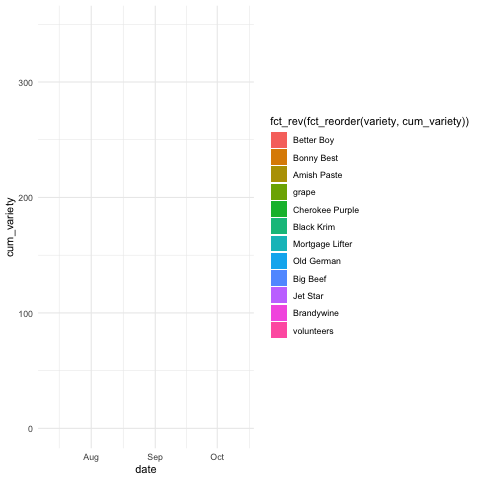 300
200
100
0
cum_variety
Aug
Sep
Oct
date
fct_rev(fct_reorder(variety, cum_variety))
Better Boy
Bonny Best
Amish Paste
grape
Cherokee Purple
Black Krim
Mortgage Lifter
Old German
Big Beef
Jet Star
Brandywine
volunteers